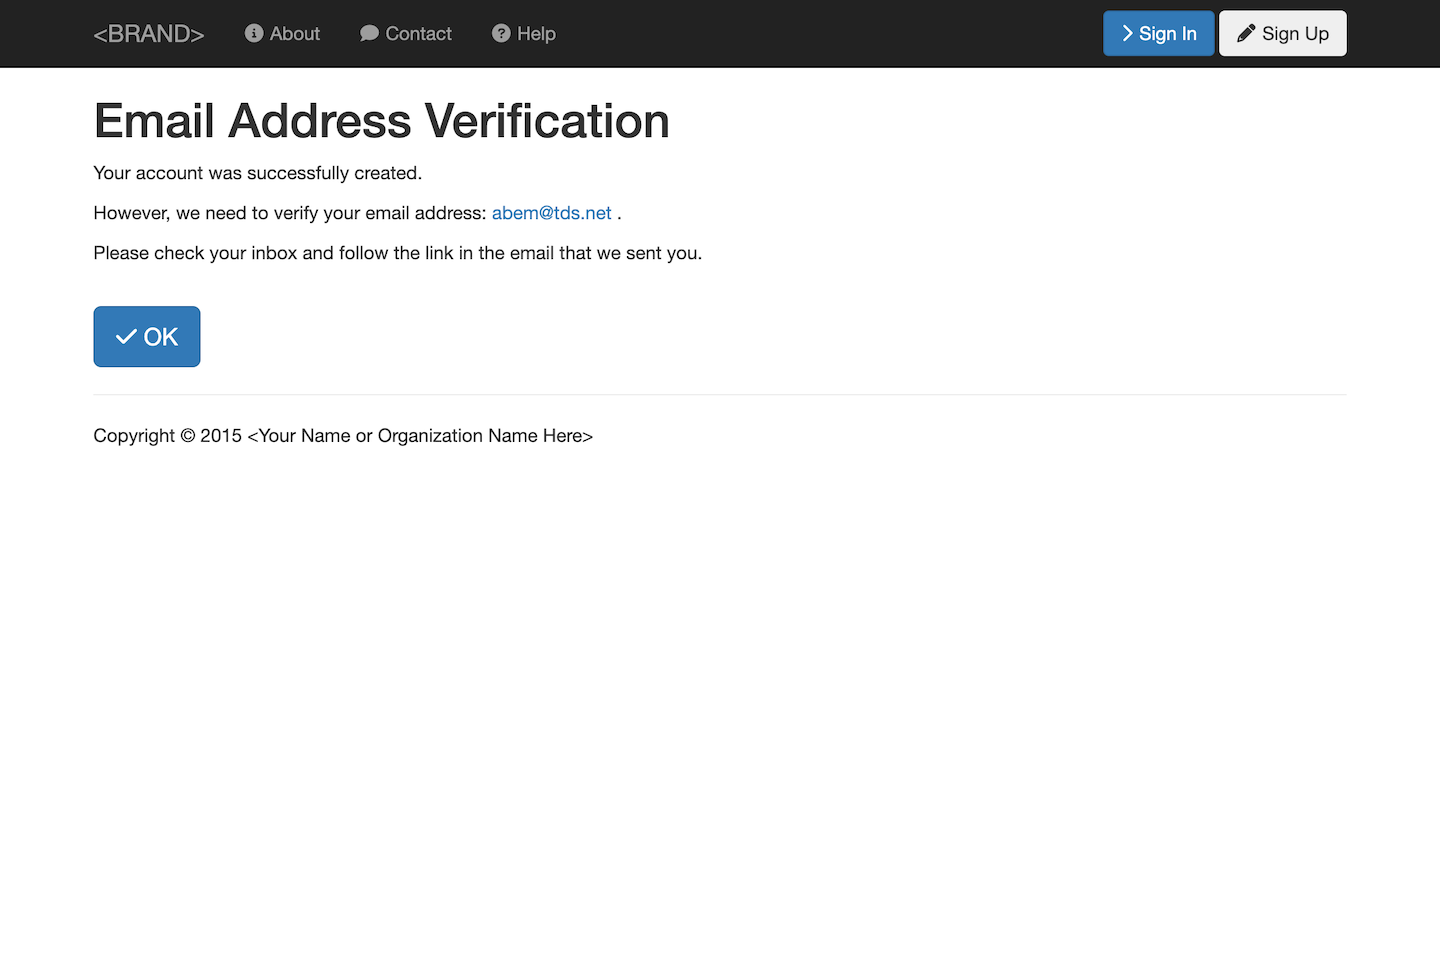 <BRAND> About Contact Help Sign In Sign Up
Email Address Verification
Your account was successfully created.
However, we need to verify your email address: abem@tds.net .
Please check your inbox and follow the link in the email that we sent you.
OK
Copyright © 2015 <Your Name or Organization Name Here>